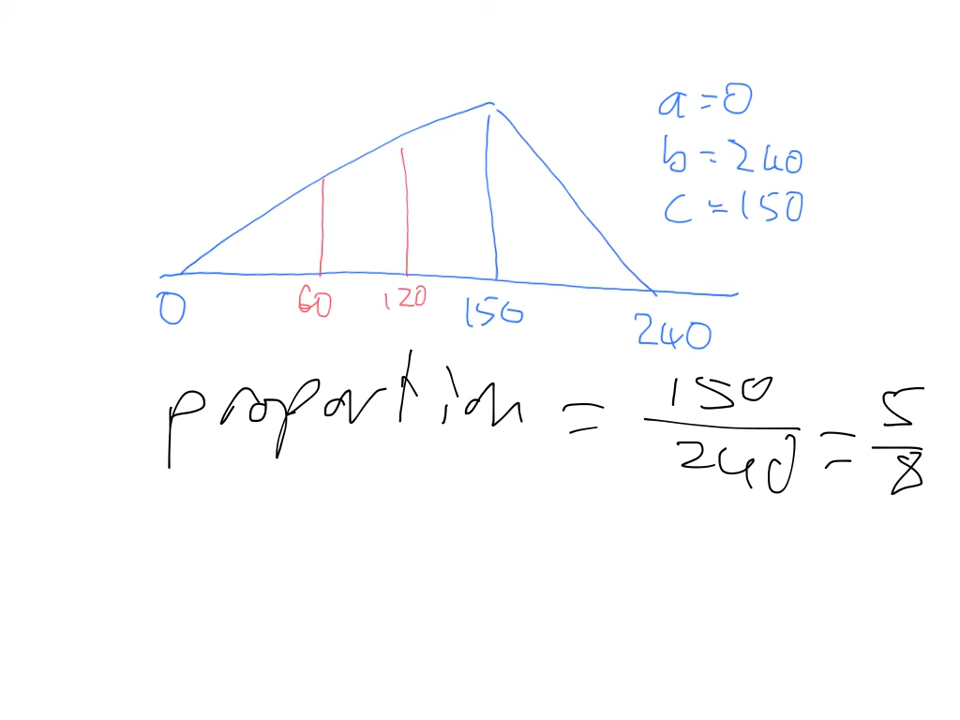 a = 0
b = 240
c = 150
0 60 120 150 240
proportion = 150/240 = 5/8